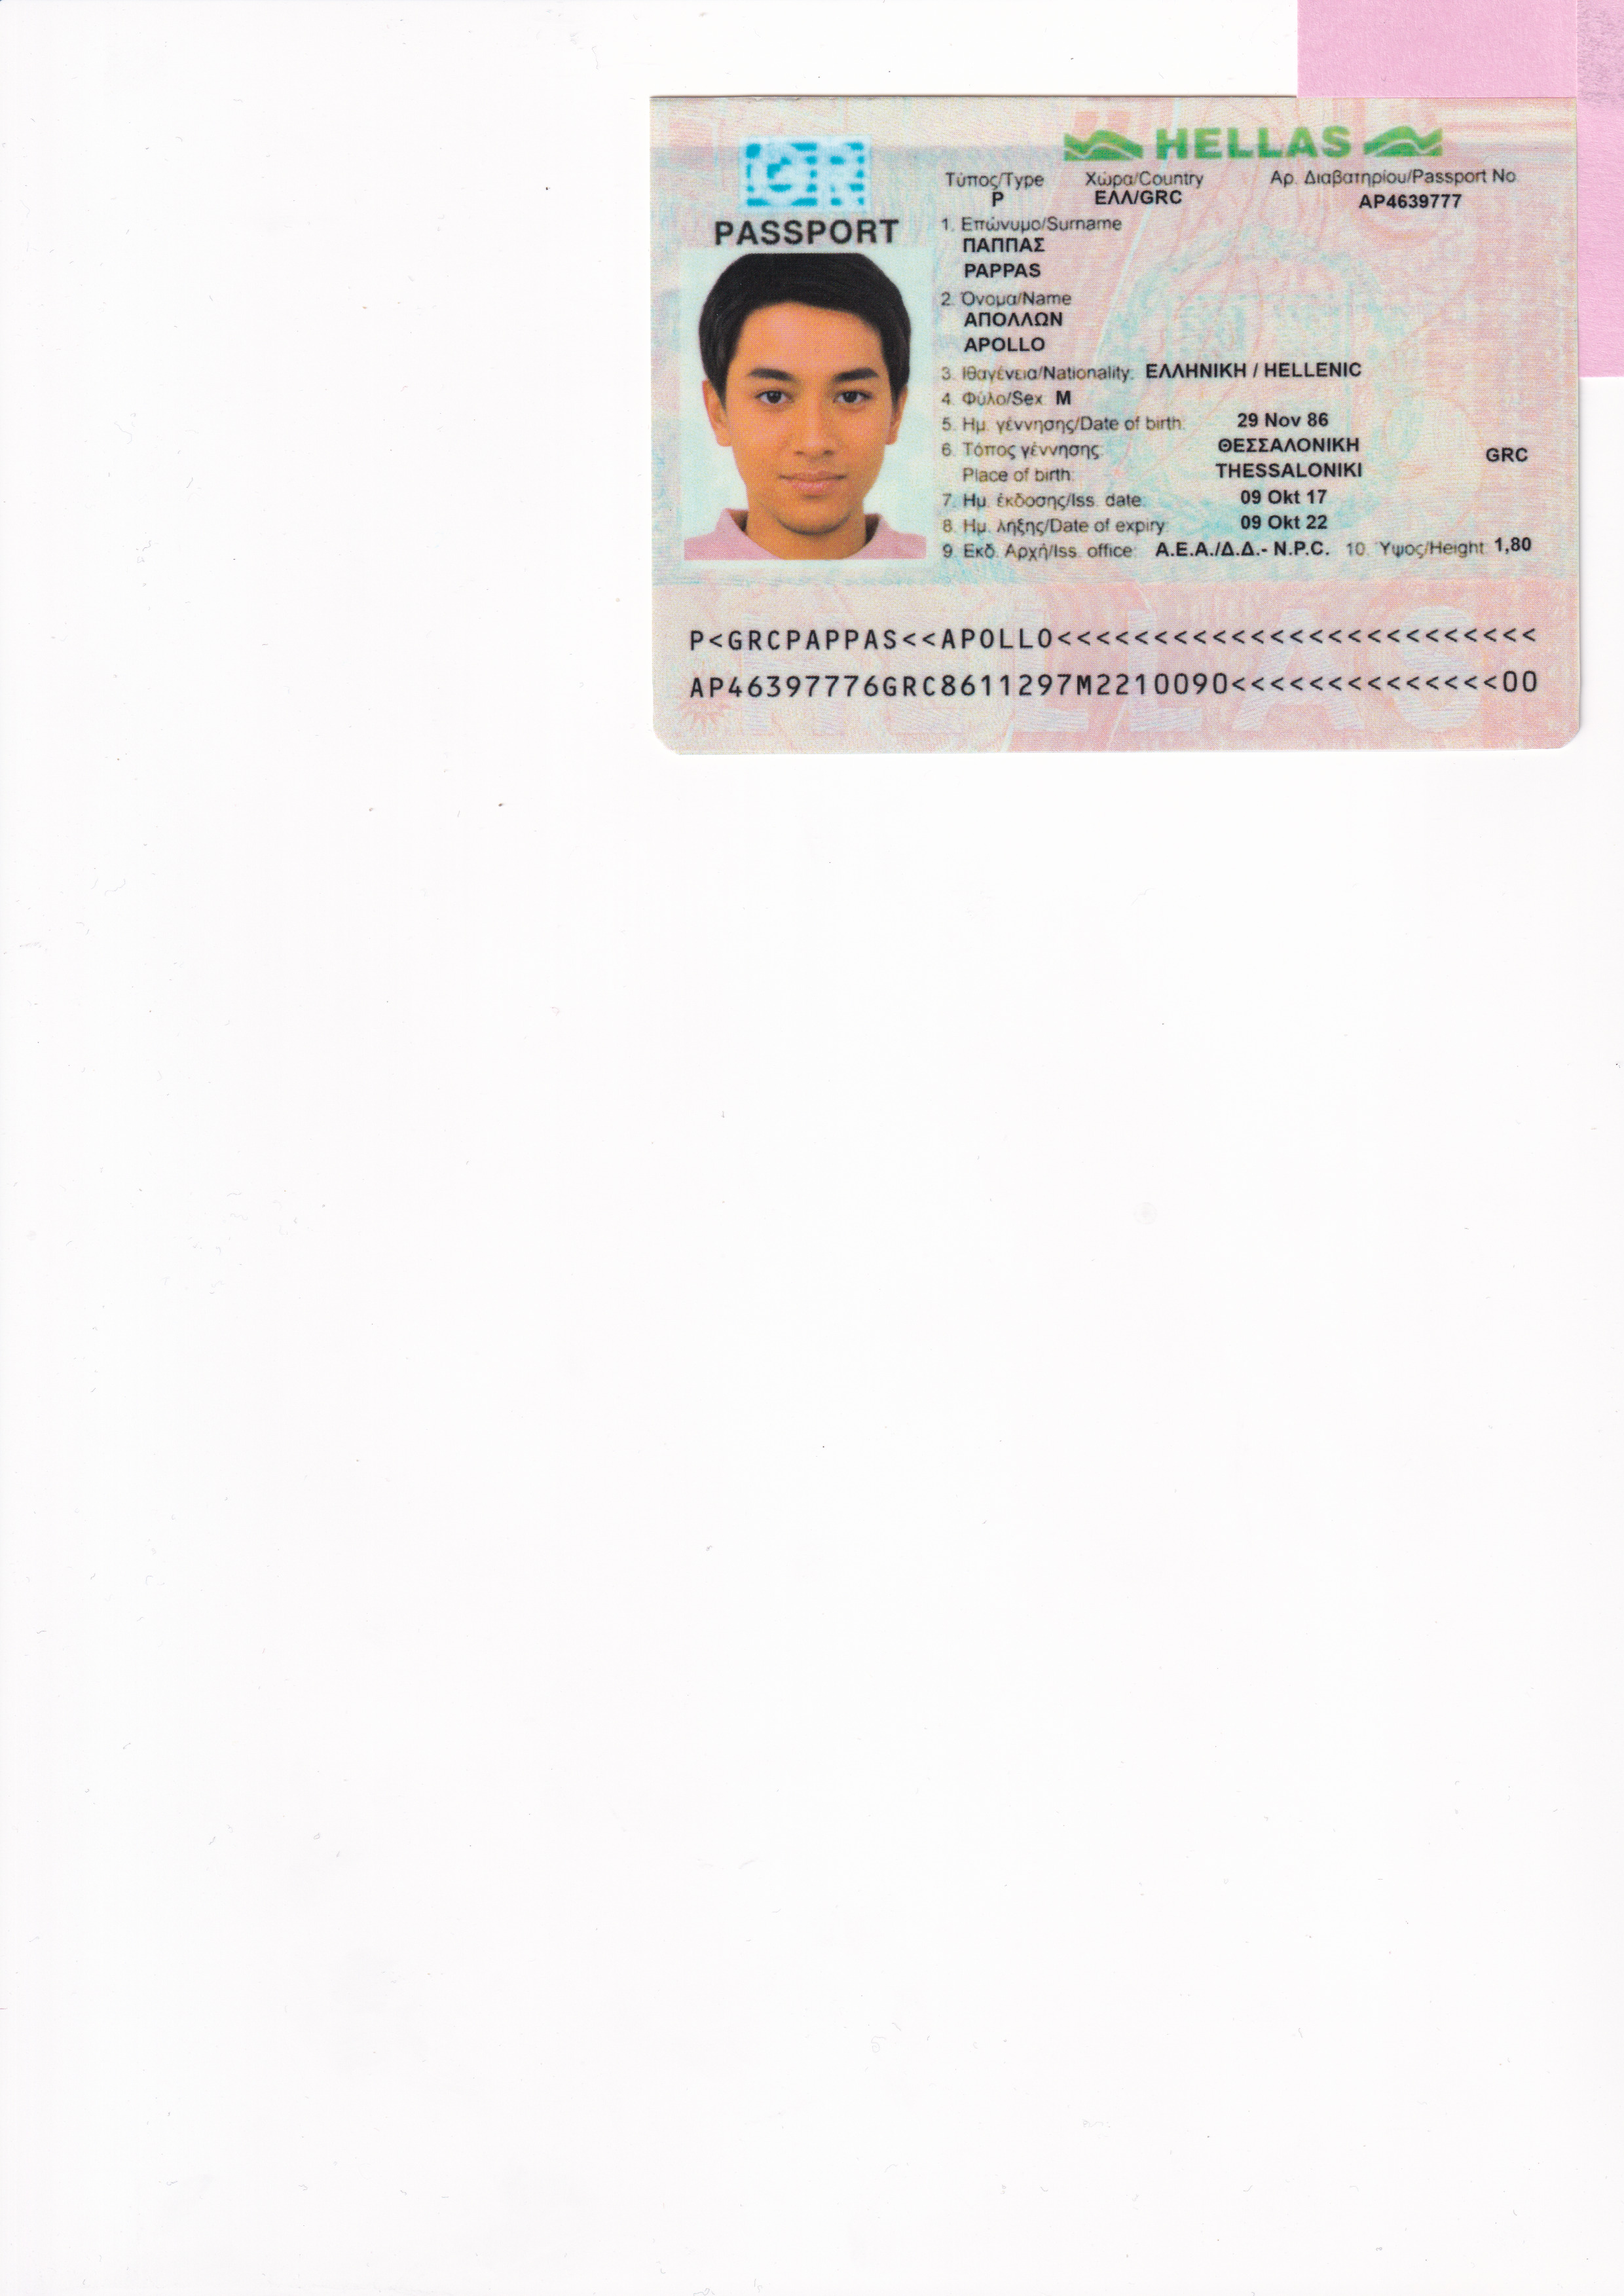 GR
PASSPORT
HELLAS
Τύπος/Type Χώρα/Country Αρ. Διαβατηρίου/Passport No
P ΕΛΛ/GRC AP4639777
1. Επώνυμο/Surname
ΠΑΠΠΑΣ
PAPPAS
2. Όνομα/Name
ΑΠΟΛΛΩΝ
APOLLO
3. Ιθαγένεια/Nationality: ΕΛΛΗΝΙΚΗ / HELLENIC
4. Φύλο/Sex: M
5. Ημ. γέννησης/Date of birth: 29 Nov 86
6. Τόπος γέννησης: ΘΕΣΣΑΛΟΝΙΚΗ GRC
Place of birth: THESSALONIKI
7. Ημ. έκδοσης/Iss. date: 09 Okt 17
8. Ημ. λήξης/Date of expiry: 09 Okt 22
9. Εκδ. Αρχή/Iss. office: Α.Ε.Α./Δ.Δ.- N.P.C. 10. Ύψος/Height: 1,80
P<GRCPAPPAS<<APOLLO<<<<<<<<<<<<<<<<<<<<<<<<<
AP46397776GRC8611297M2210090<<<<<<<<<<<<<<00
HELLAS